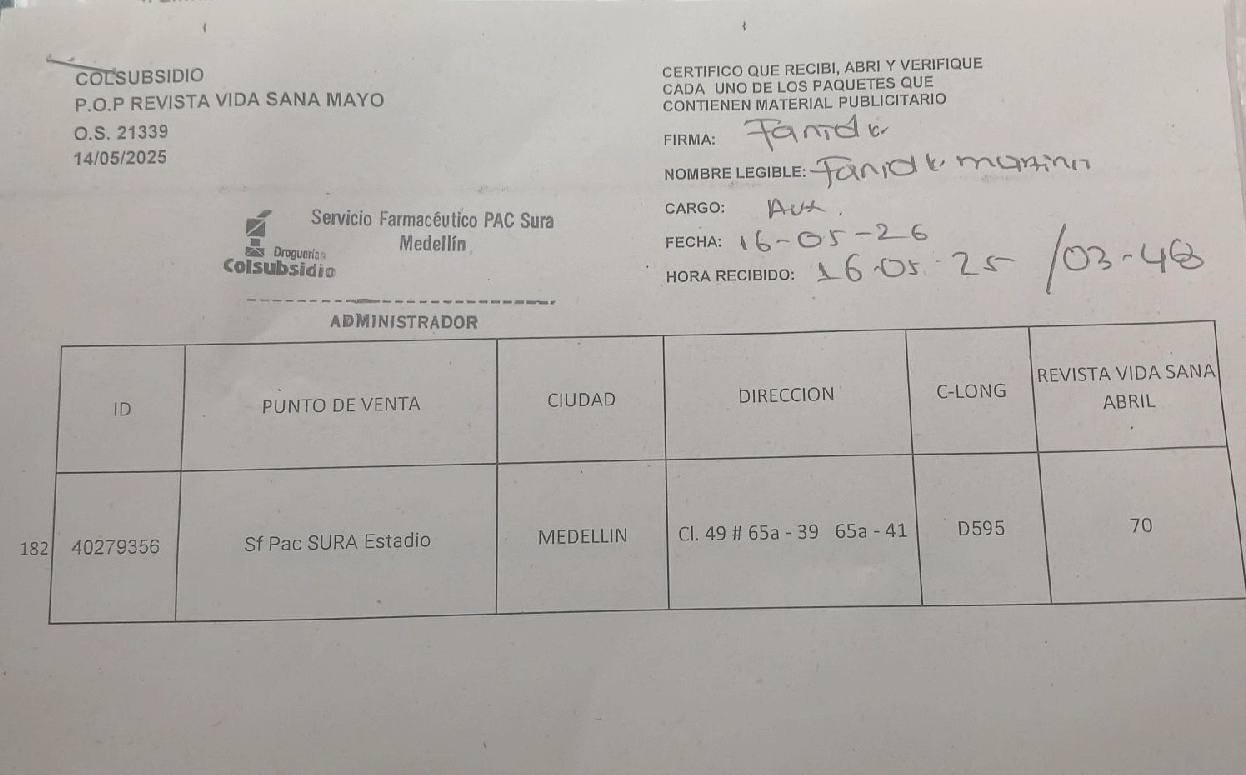 COLSUBSIDIO
P.O.P REVISTA VIDA SANA MAYO
O.S. 21339
14/05/2025
CERTIFICO QUE RECIBI, ABRI Y VERIFIQUE
CADA UNO DE LOS PAQUETES QUE
CONTIENEN MATERIAL PUBLICITARIO
FIRMA:
NOMBRE LEGIBLE:
CARGO: Aux.
FECHA: 16-05-26
HORA RECIBIDO: 16-05-25 /03-48
Servicio Farmacéutico PAC Sura
Medellín
Droguerías
Colsubsidio
ADMINISTRADOR
ID PUNTO DE VENTA CIUDAD DIRECCION C-LONG REVISTA VIDA SANA
ABRIL
182 40279356 Sf Pac SURA Estadio MEDELLIN Cl. 49 # 65a - 39 65a - 41 D595 70